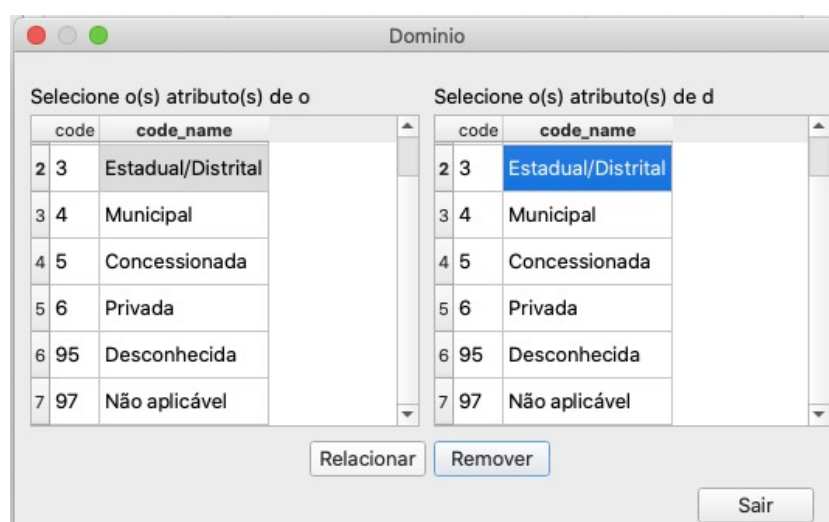 Dominio
Selecione o(s) atributo(s) de o
Selecione o(s) atributo(s) de d
code code_name
2 3 Estadual/Distrital
3 4 Municipal
4 5 Concessionada
5 6 Privada
6 95 Desconhecida
7 97 Não aplicável
code code_name
2 3 Estadual/Distrital
3 4 Municipal
4 5 Concessionada
5 6 Privada
6 95 Desconhecida
7 97 Não aplicável
Relacionar Remover
Sair